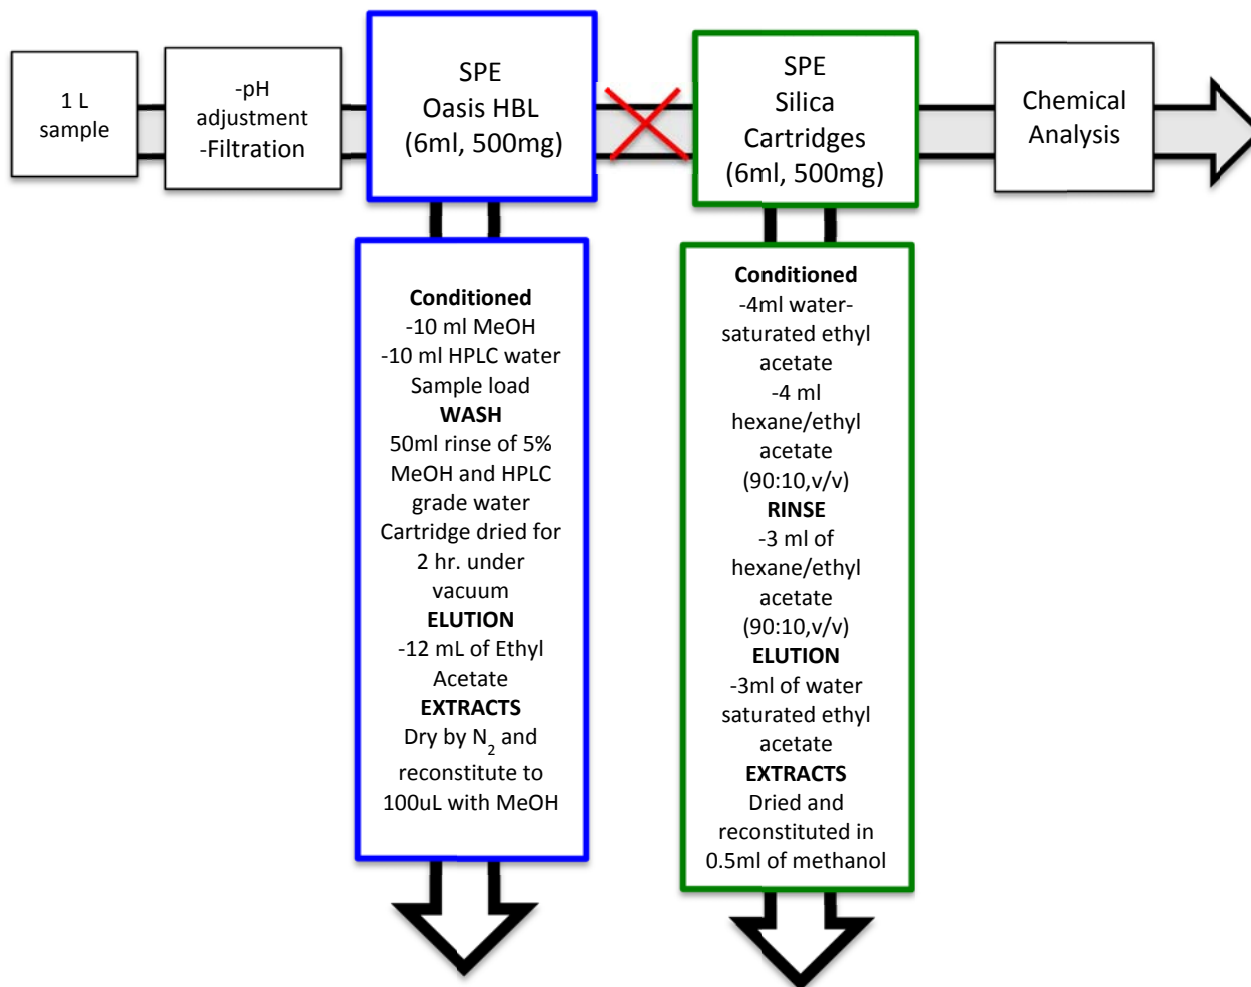 1 L
sample
-pH
adjustment
-Filtration
SPE
Oasis HBL
(6ml, 500mg)
SPE
Silica
Cartridges
(6ml, 500mg)
Chemical
Analysis
Conditioned
-10 ml MeOH
-10 ml HPLC water
Sample load
WASH
50ml rinse of 5%
MeOH and HPLC
grade water
Cartridge dried for
2 hr. under
vacuum
ELUTION
-12 mL of Ethyl
Acetate
EXTRACTS
Dry by N2 and
reconstitute to
100uL with MeOH
Conditioned
-4ml water-
saturated ethyl
acetate
-4 ml
hexane/ethyl
acetate
(90:10,v/v)
RINSE
-3 ml of
hexane/ethyl
acetate
(90:10,v/v)
ELUTION
-3ml of water
saturated ethyl
acetate
EXTRACTS
Dried and
reconstituted in
0.5ml of methanol